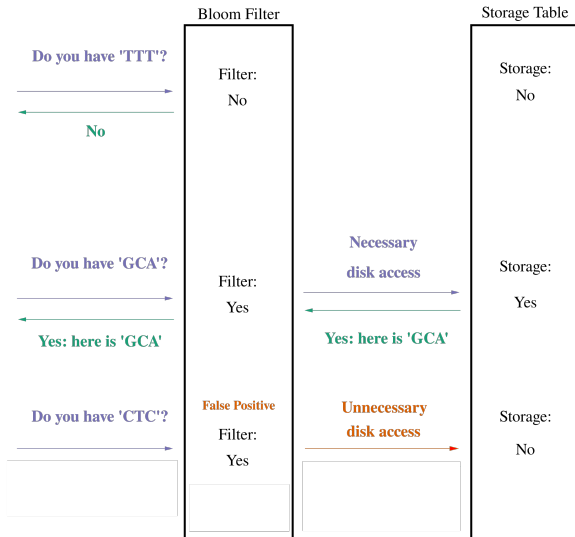 Bloom Filter
Storage Table
Do you have 'TTT'?
Filter:
No
Storage:
No
No
Necessary
disk access
Do you have 'GCA'?
Filter:
Yes
Storage:
Yes
Yes: here is 'GCA'
Yes: here is 'GCA'
False Positive
Unnecessary
disk access
Do you have 'CTC'?
Filter:
Yes
Storage:
No